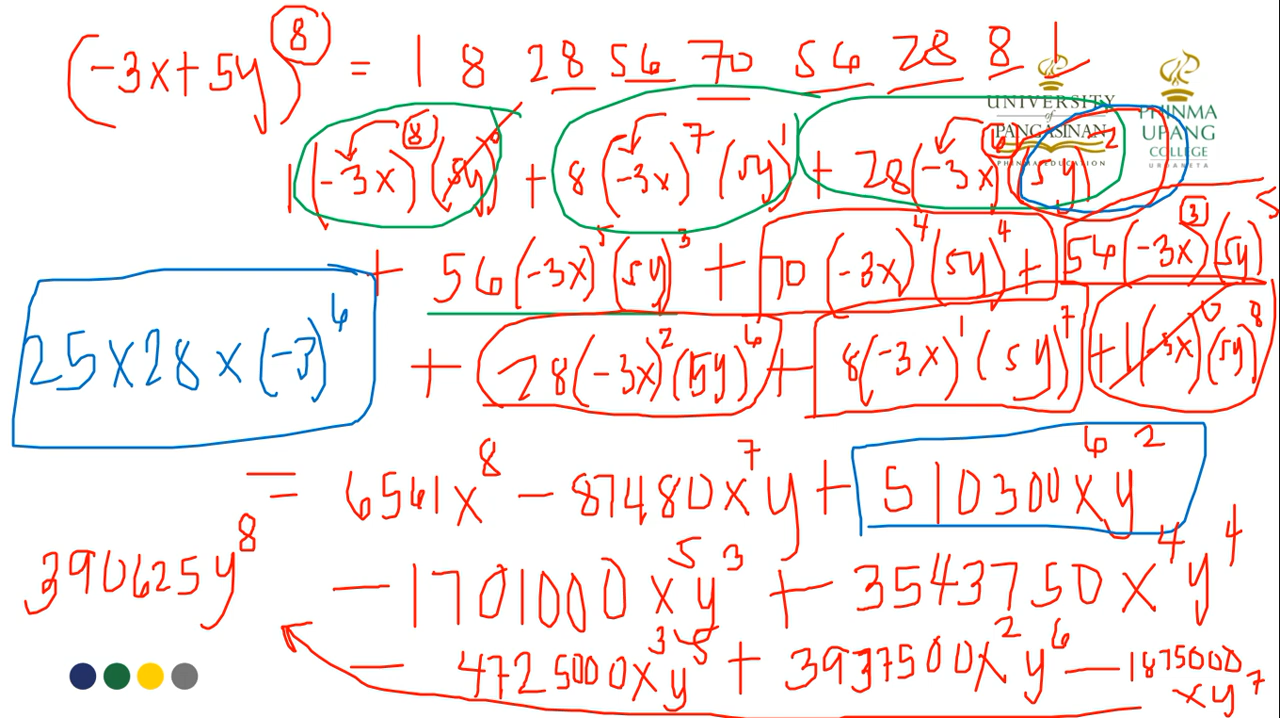 (-3x+5y)^8 = 1 8 28 56 70 56 28 8 1
UNIVERSITY of PANGASINAN
PHINMA EDUCATION
PHINMA UPANG COLLEGE URDANETA
1(-3x)^8(5y)^0 + 8(-3x)^7(5y)^1 + 28(-3x)^6(5y)^2
+ 56(-3x)^5(5y)^3 + 70(-3x)^4(5y)^4 + 56(-3x)^3(5y)^5
25x28x(-3)^6
+ 28(-3x)^2(5y)^6 + 8(-3x)^1(5y)^7 + 1(-3x)^0(5y)^8
= 6561x^8 - 87480x^7y + 510300x^6y^2
- 1701000x^5y^3 + 3543750x^4y^4
- 4725000x^3y^5 + 3937500x^2y^6 - 1875000xy^7
390625y^8